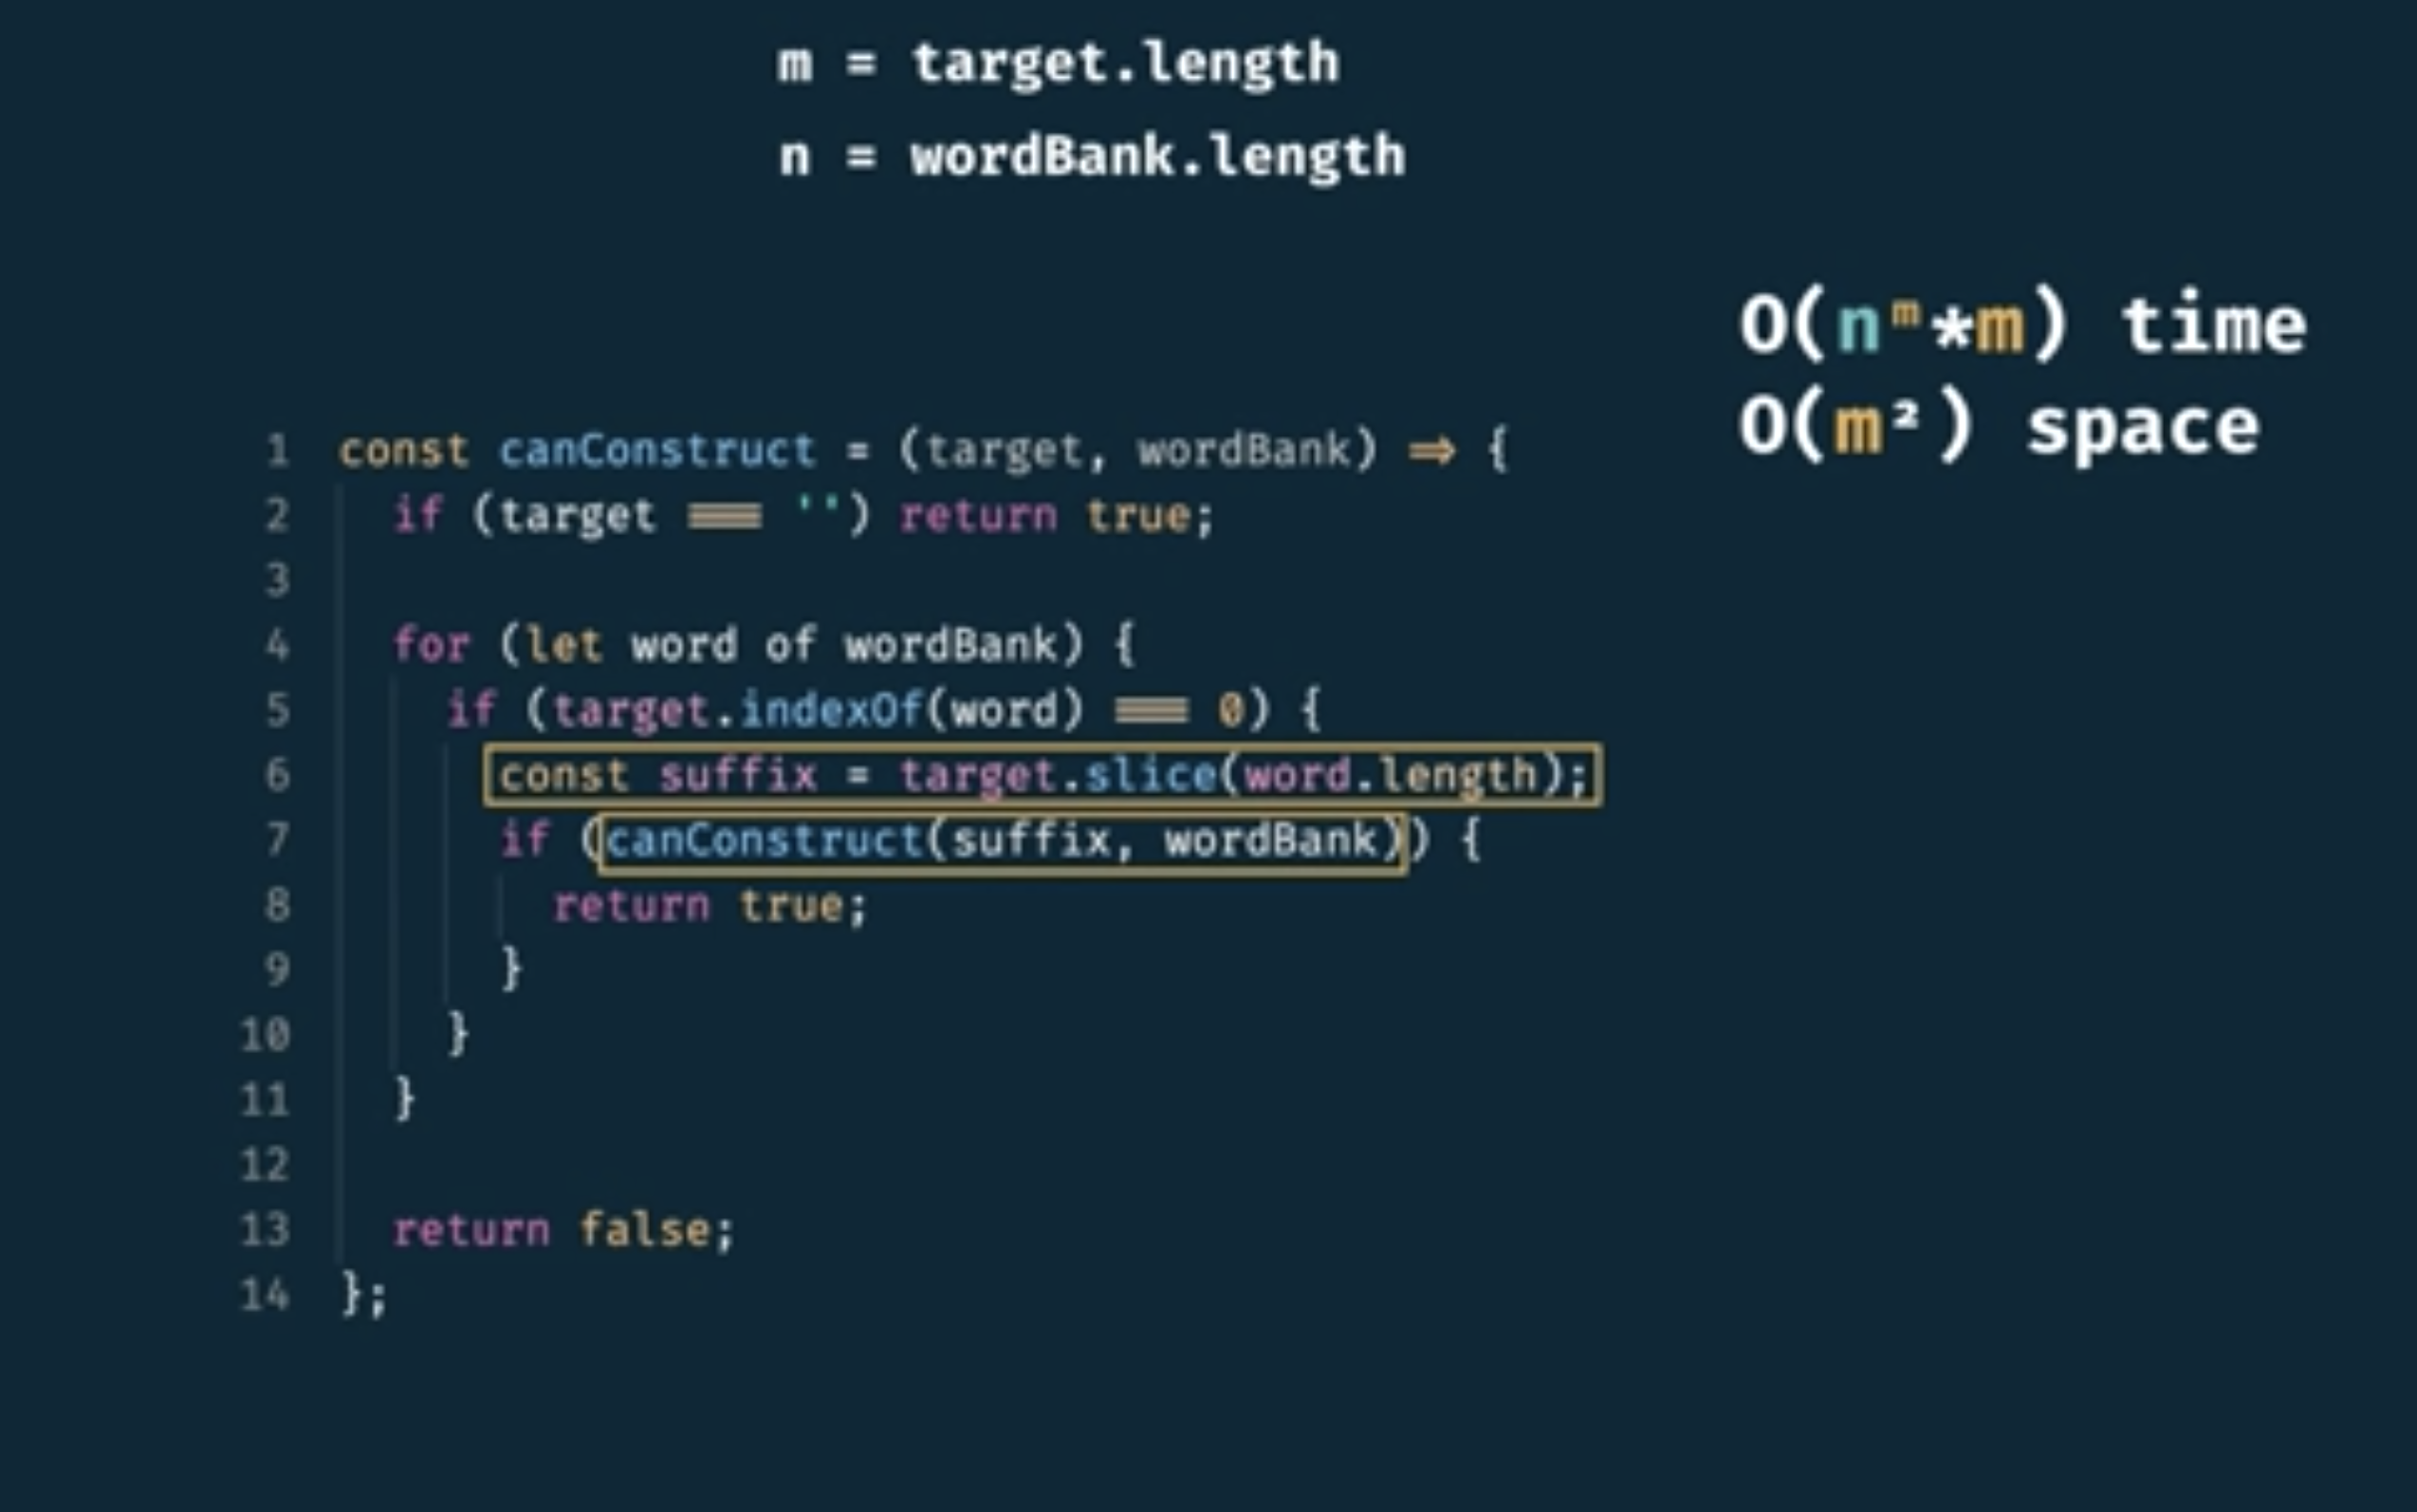 m = target.length
n = wordBank.length
O(nᵐ*m) time
O(m²) space
1 const canConstruct = (target, wordBank) => {
2   if (target === '') return true;
3
4   for (let word of wordBank) {
5     if (target.indexOf(word) === 0) {
6       const suffix = target.slice(word.length);
7       if (canConstruct(suffix, wordBank)) {
8         return true;
9       }
10     }
11   }
12
13   return false;
14 };